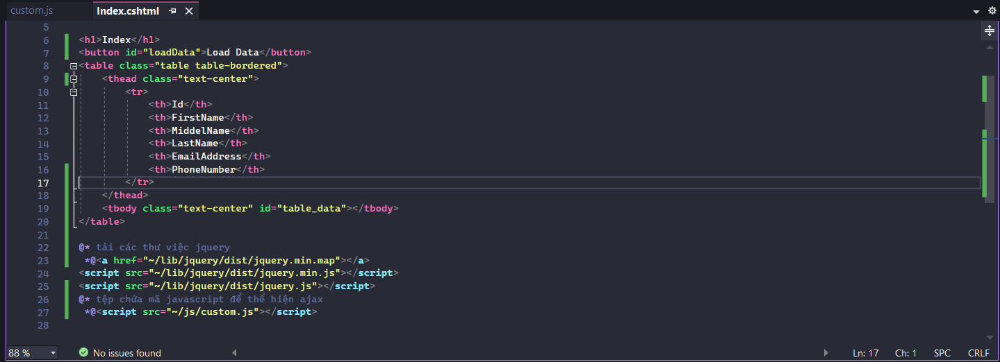 custom.js Index.cshtml
5
6 <h1>Index</h1>
7 <button id="loadData">Load Data</button>
8 <table class="table table-bordered">
9 <thead class="text-center">
10 <tr>
11 <th>Id</th>
12 <th>FirstName</th>
13 <th>MiddelName</th>
14 <th>LastName</th>
15 <th>EmailAddress</th>
16 <th>PhoneNumber</th>
17 </tr>
18 </thead>
19 <tbody class="text-center" id="table_data"></tbody>
20 </table>
21
22 @* tải các thư việc jquery
23 *@<a href="~/lib/jquery/dist/jquery.min.map"></a>
24 <script src="~/lib/jquery/dist/jquery.min.js"></script>
25 <script src="~/lib/jquery/dist/jquery.js"></script>
26 @* tệp chứa mã javascript để thể hiện ajax
27 *@<script src="~/js/custom.js"></script>
28
88 % No issues found Ln: 17 Ch: 1 SPC CRLF